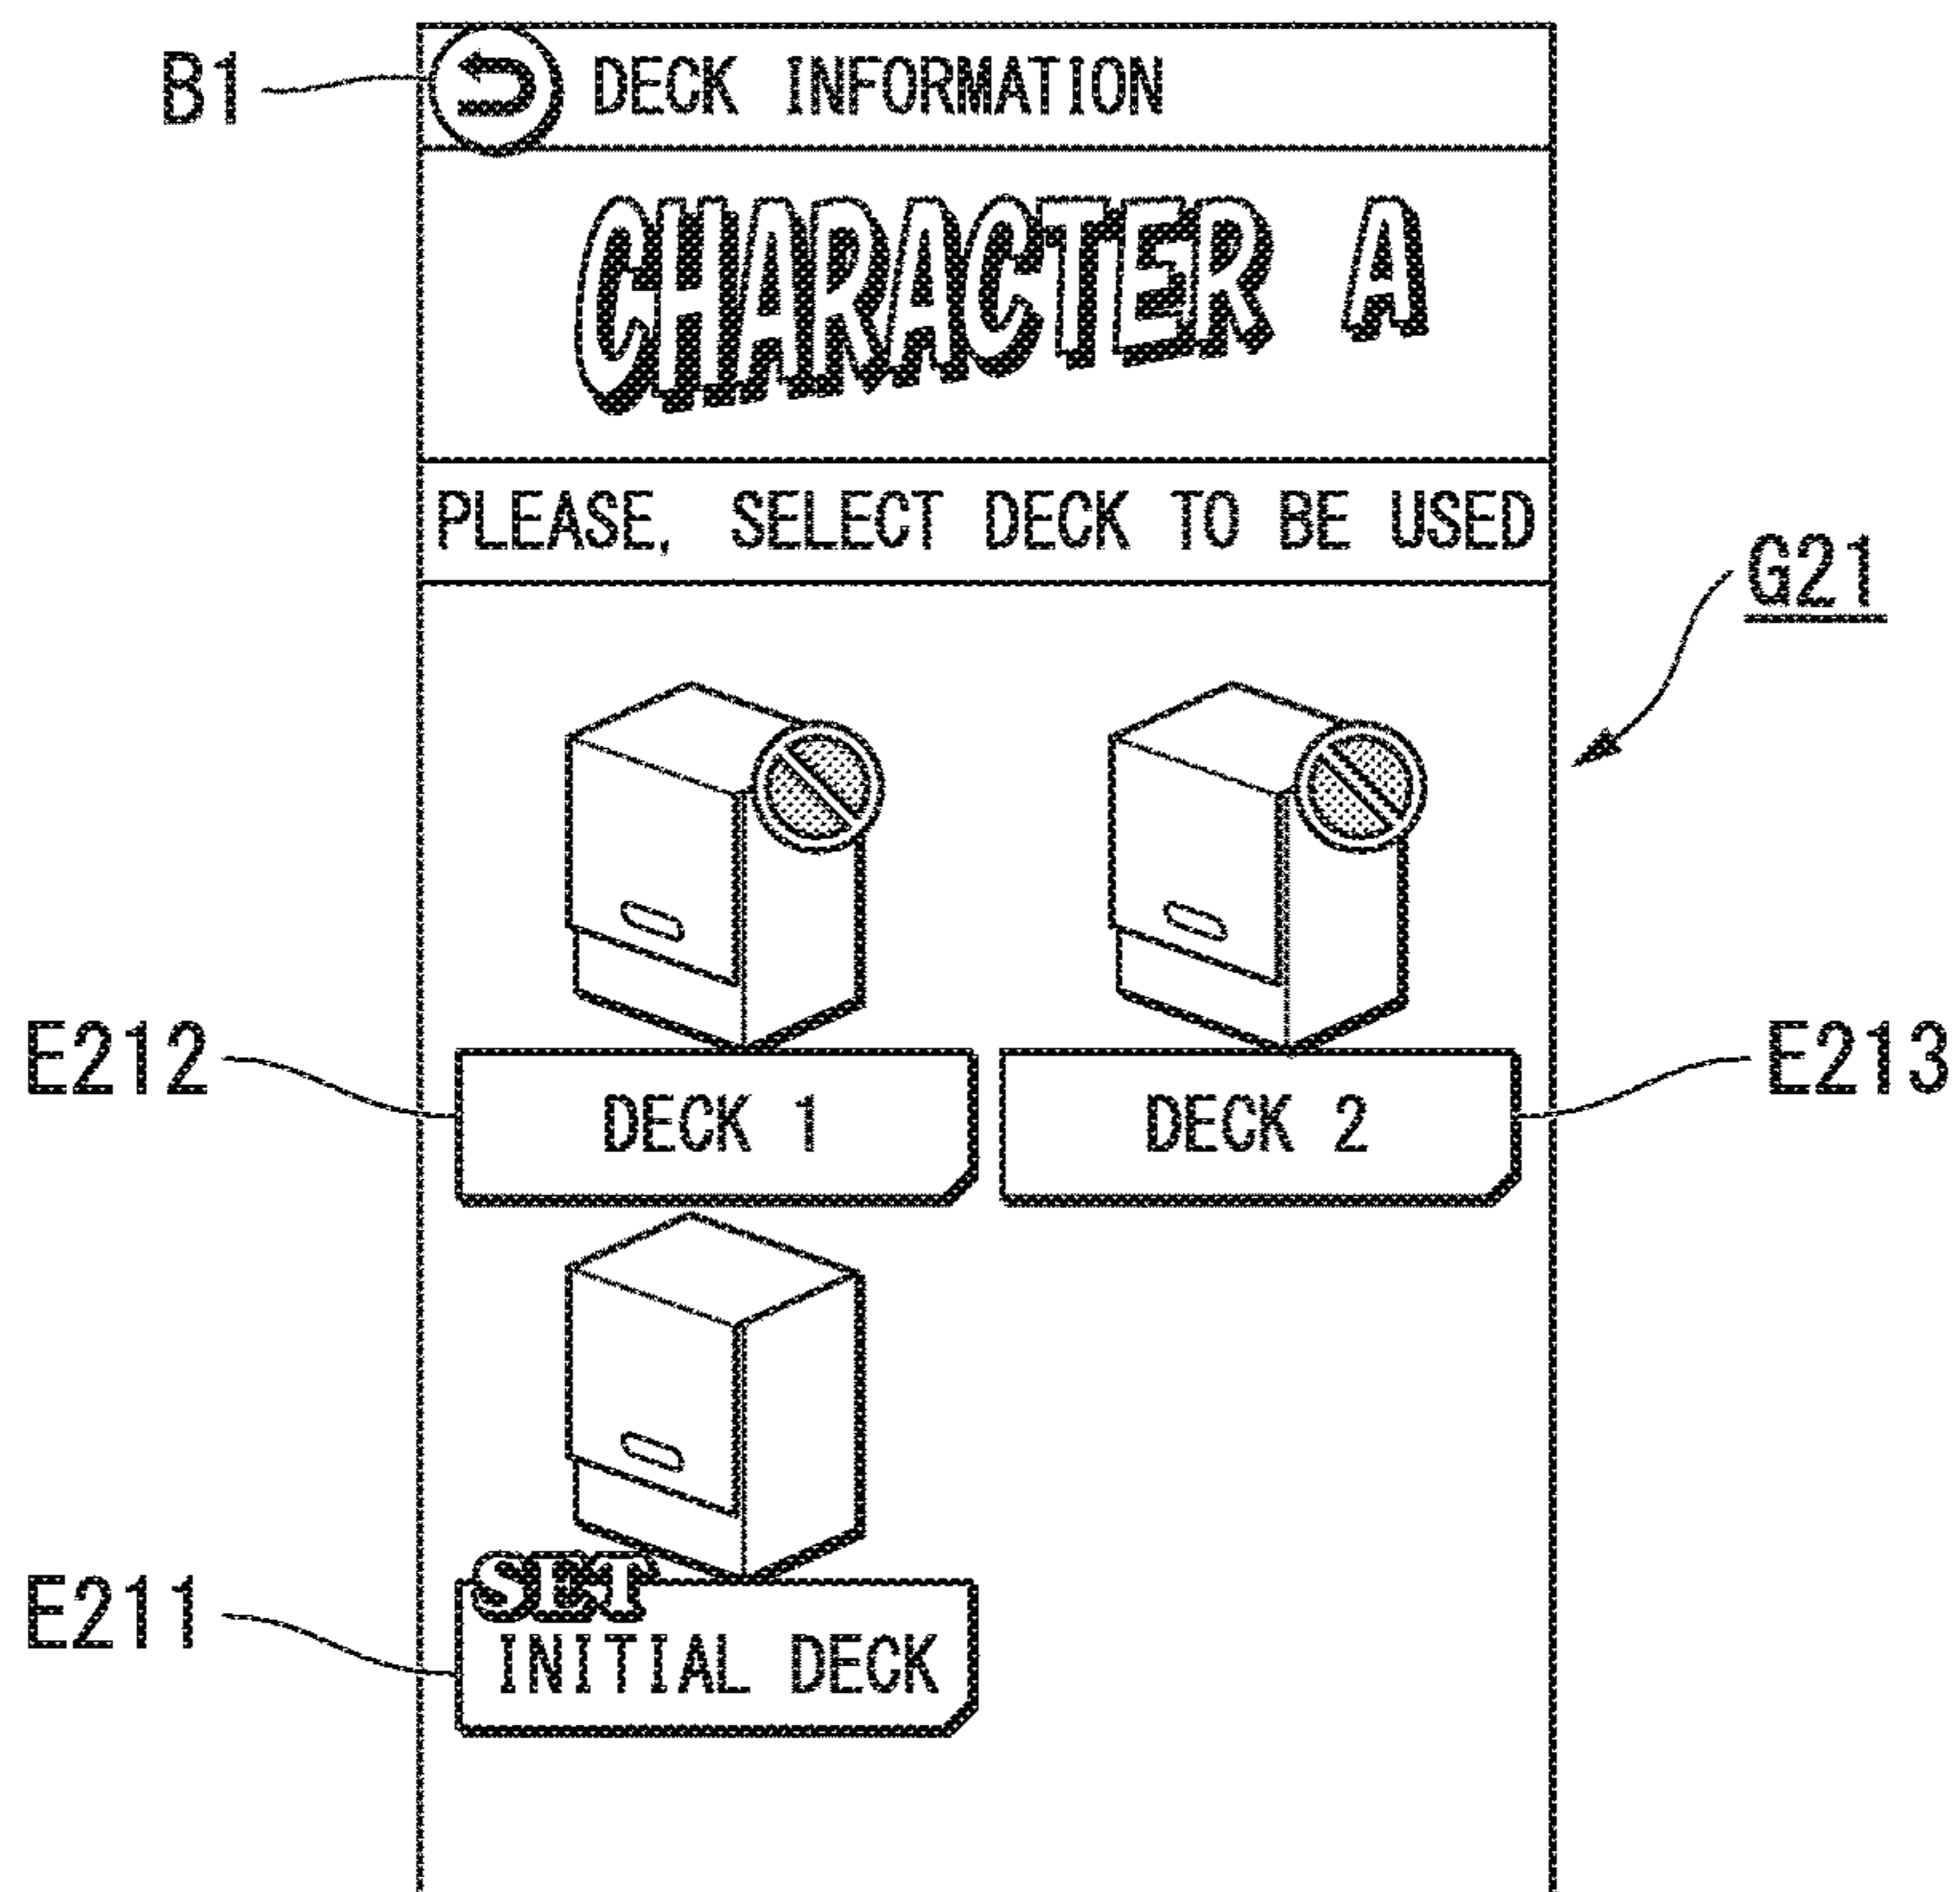 B1
DECK INFORMATION
CHARACTER A
PLEASE, SELECT DECK TO BE USED
G21
E212
DECK 1
DECK 2
E213
SET
E211
INITIAL DECK